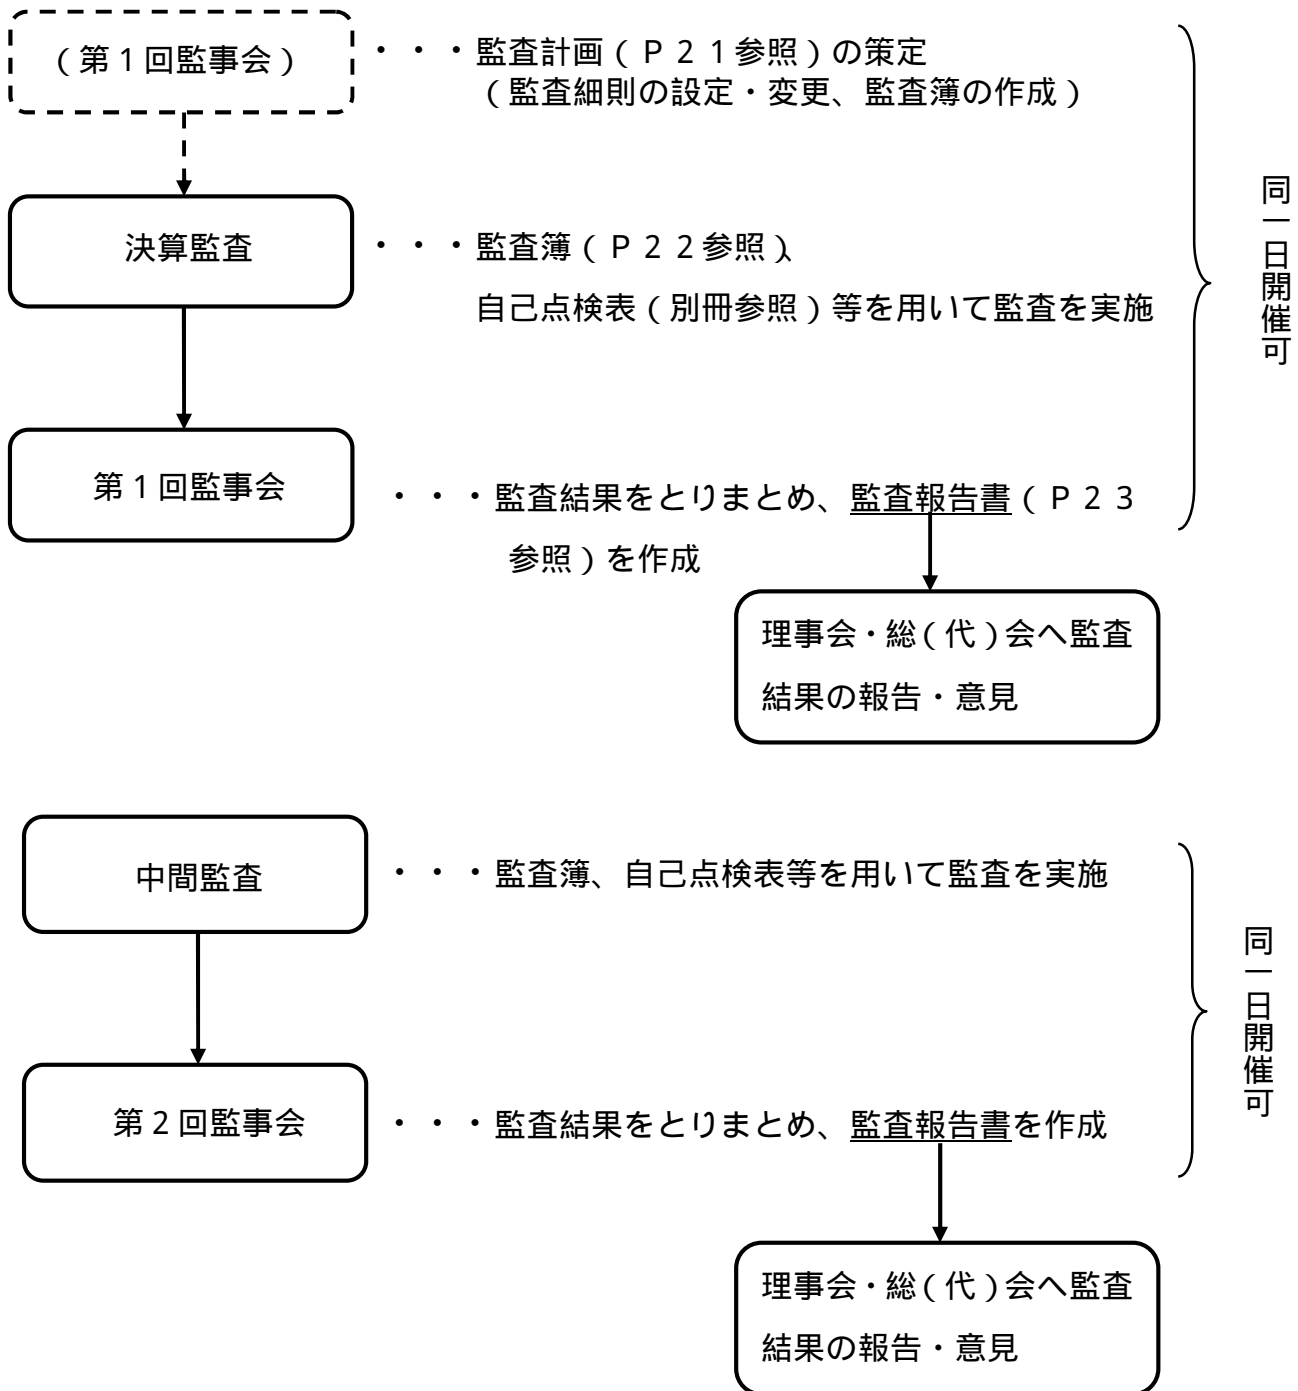 (第1回監事会)
・・・監査計画(P21参照)の策定
(監査細則の設定・変更、監査簿の作成)
決算監査
・・・監査簿(P22参照)、
自己点検表(別冊参照)等を用いて監査を実施
同一日開催可
第1回監事会
・・・監査結果をとりまとめ、監査報告書(P23
参照)を作成
理事会・総(代)会へ監査
結果の報告・意見
中間監査
・・・監査簿、自己点検表等を用いて監査を実施
同一日開催可
第2回監事会
・・・監査結果をとりまとめ、監査報告書を作成
理事会・総(代)会へ監査
結果の報告・意見